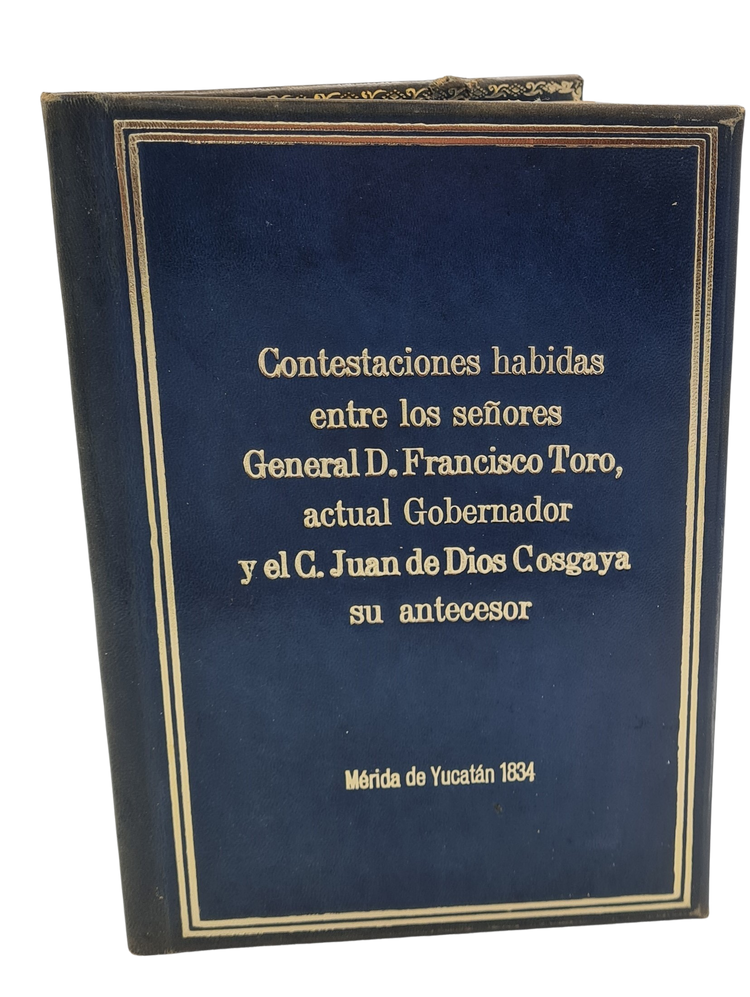 Contestaciones habidas
entre los señores
General D. Francisco Toro,
actual Gobernador
y el C. Juan de Dios Cosgaya
su antecesor
Mérida de Yucatán 1834